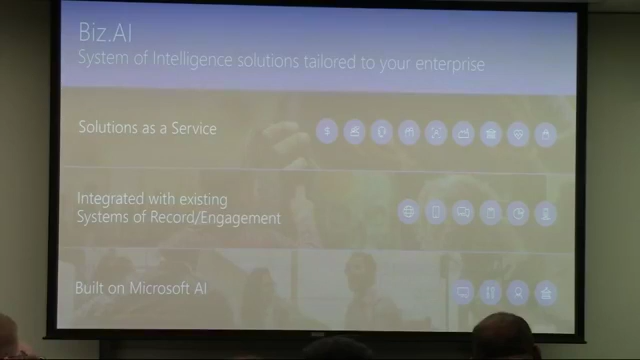 Biz.AI
System of Intelligence solutions tailored to your enterprise
Solutions as a Service
Integrated with existing
Systems of Record/Engagement
Built on Microsoft AI